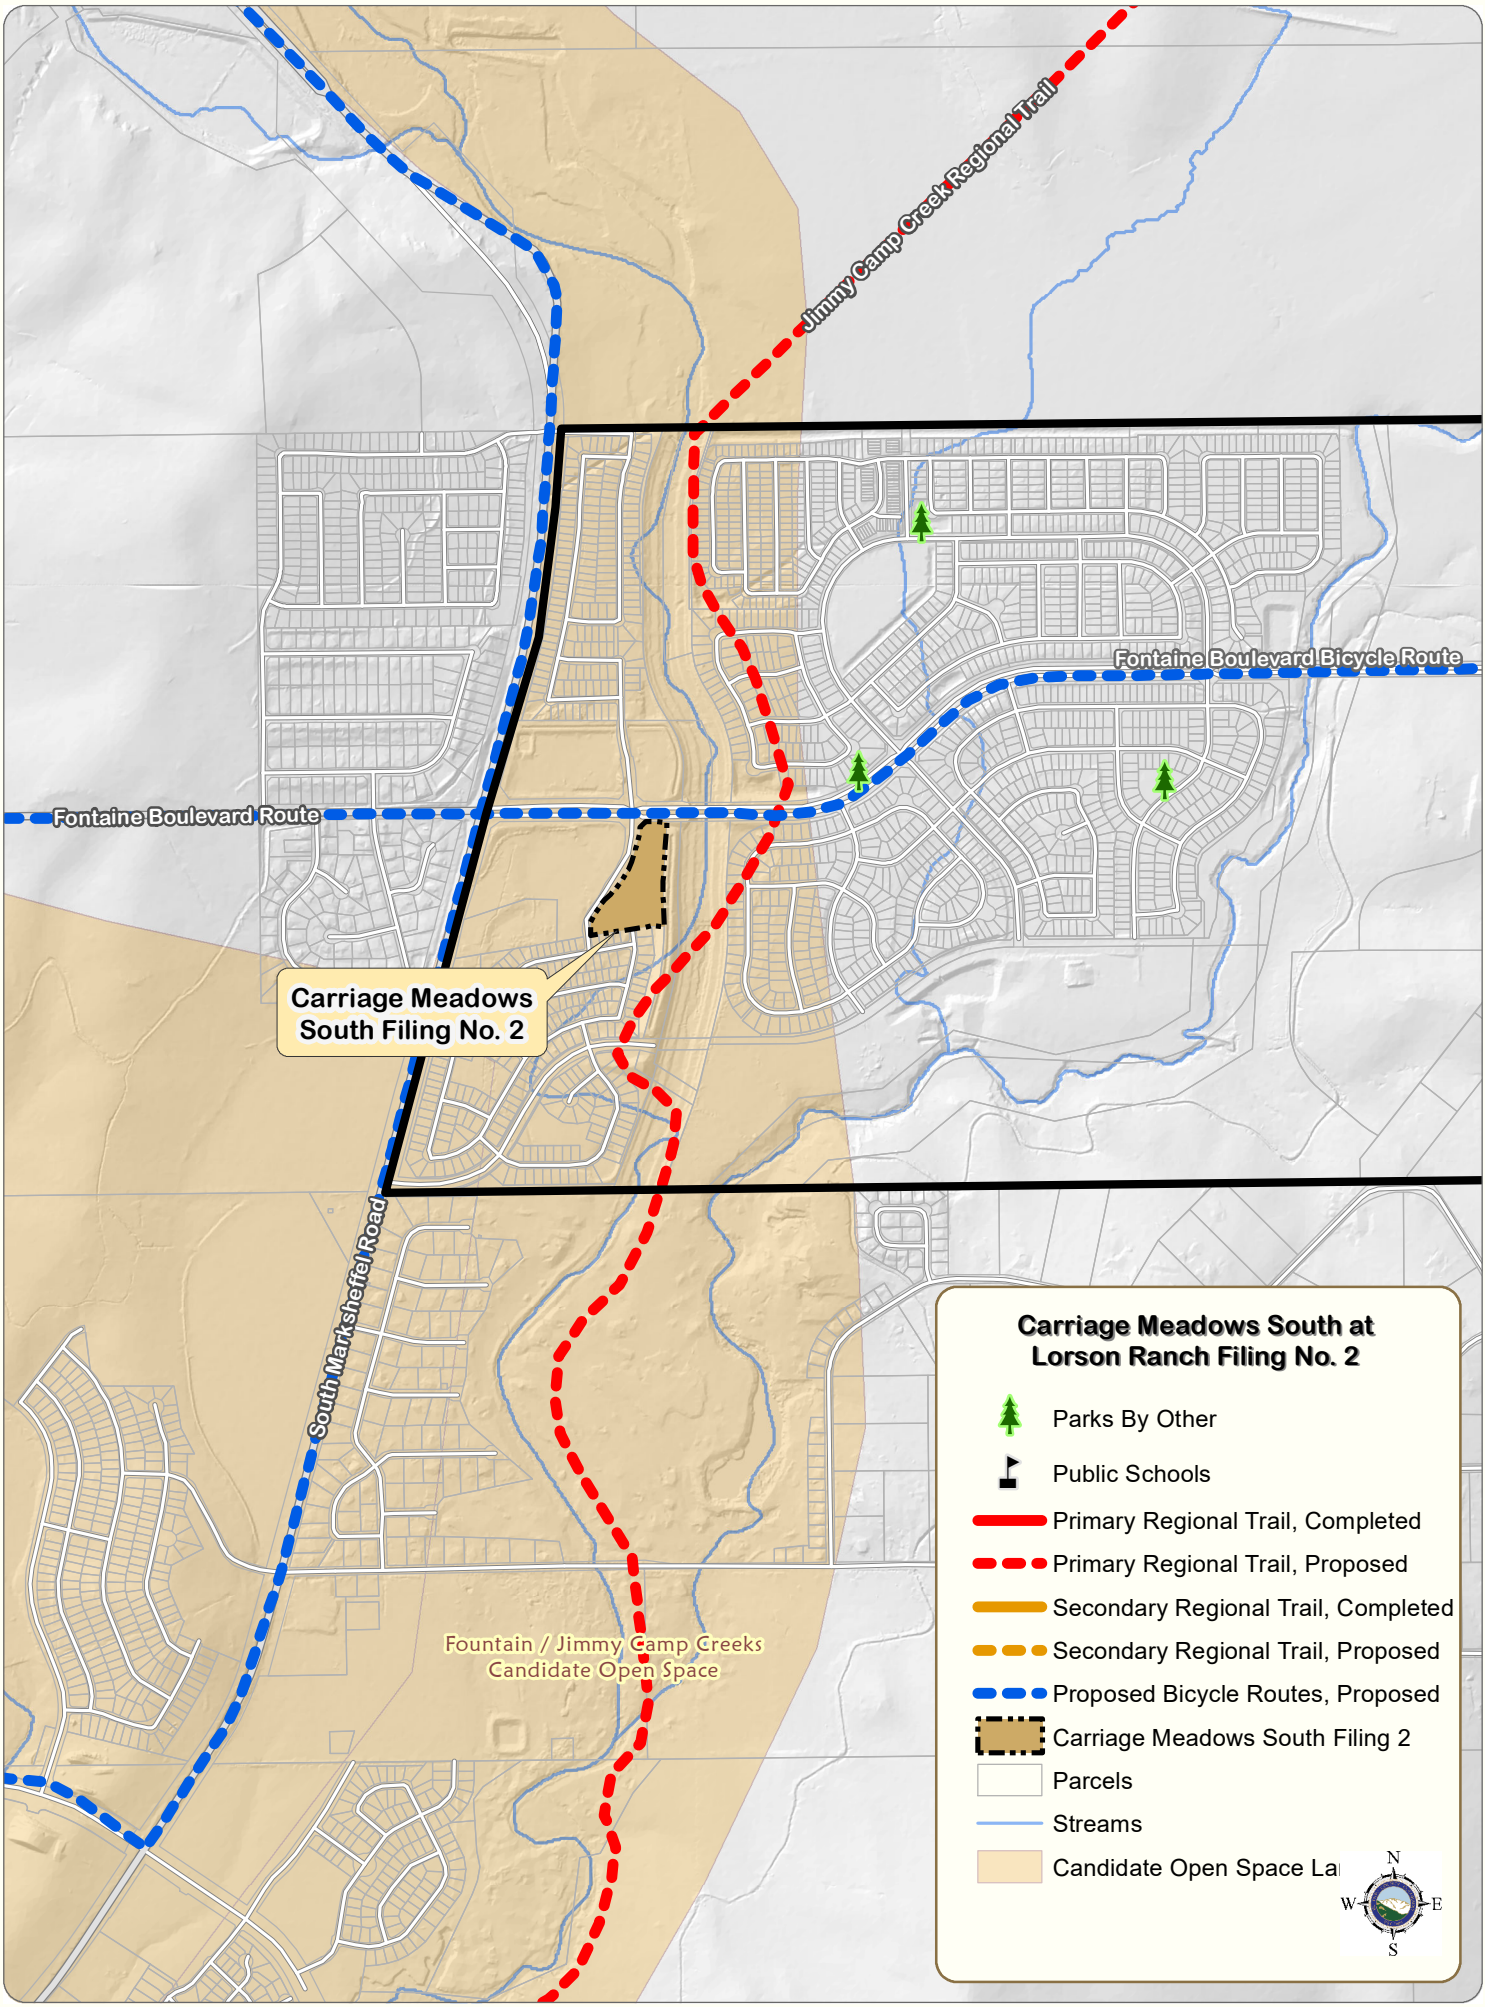 Jimmy Camp Creek Regional Trail
Fontaine Boulevard Bicycle Route
Fontaine Boulevard Route
Carriage Meadows
South Filing No. 2
South Marksheffel Road
Fountain / Jimmy Camp Creeks
Candidate Open Space
Carriage Meadows South at
Lorson Ranch Filing No. 2
Parks By Other
Public Schools
Primary Regional Trail, Completed
Primary Regional Trail, Proposed
Secondary Regional Trail, Completed
Secondary Regional Trail, Proposed
Proposed Bicycle Routes, Proposed
Carriage Meadows South Filing 2
Parcels
Streams
Candidate Open Space Lan
N
W
E
S